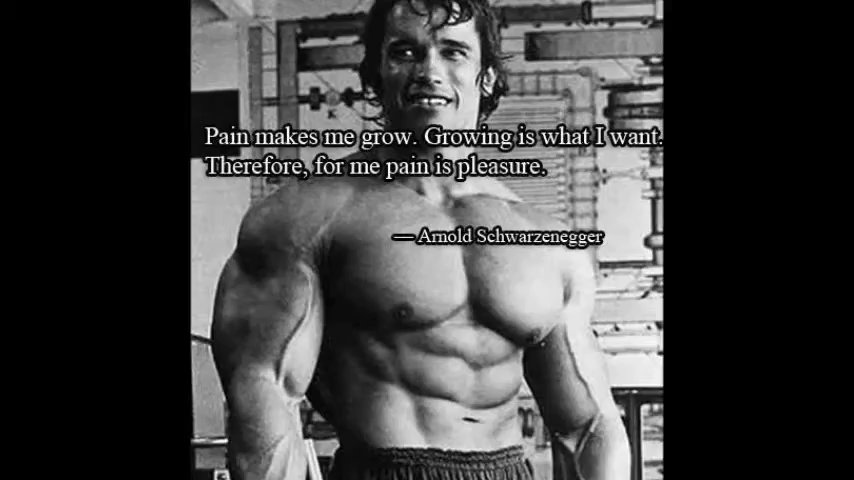 Pain makes me grow. Growing is what I want.
Therefore, for me pain is pleasure.
— Arnold Schwarzenegger